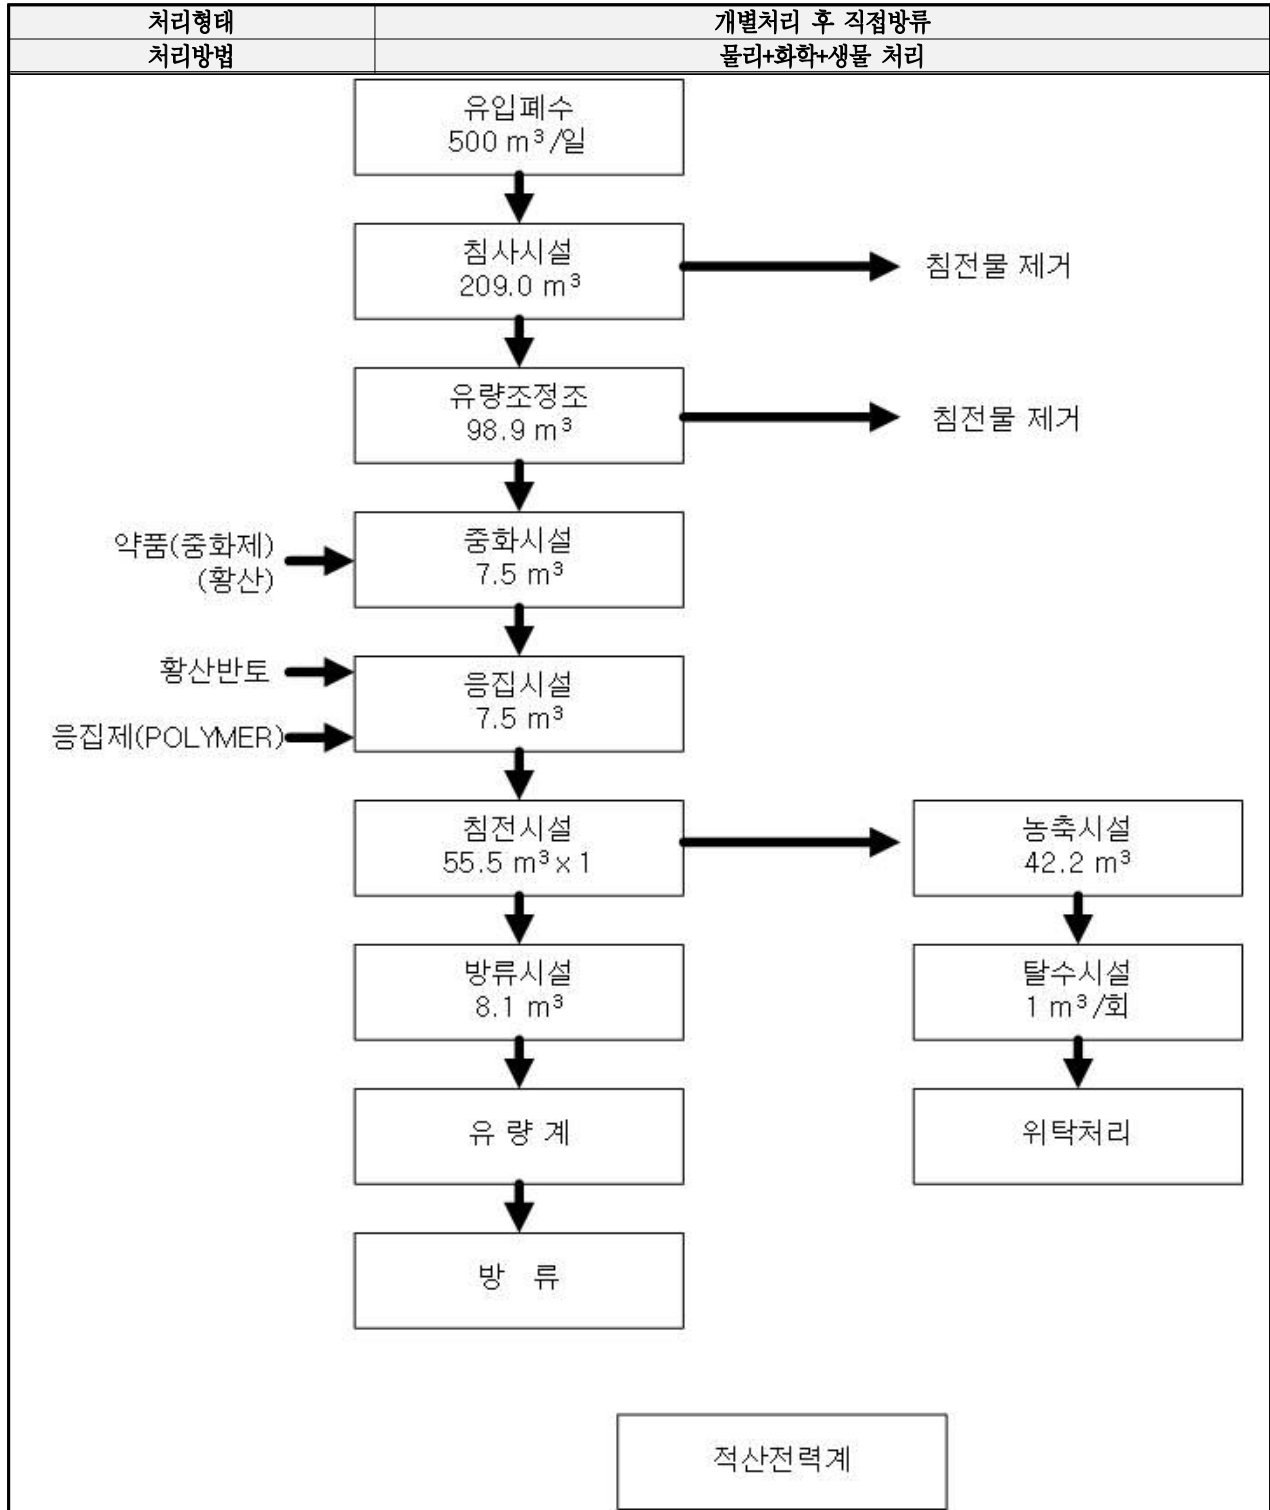 처리형태 개별처리 후 직접방류
처리방법 물리+화학+생물 처리
유입폐수
500 m³/일
침사시설
209.0 m³
침전물 제거
유량조정조
98.9 m³
침전물 제거
약품(중화제)
(황산)
중화시설
7.5 m³
황산반토
응집제(POLYMER)
응집시설
7.5 m³
침전시설
55.5 m³ x 1
농축시설
42.2 m³
방류시설
8.1 m³
탈수시설
1 m³/회
유 량 계
위탁처리
방 류
적산전력계